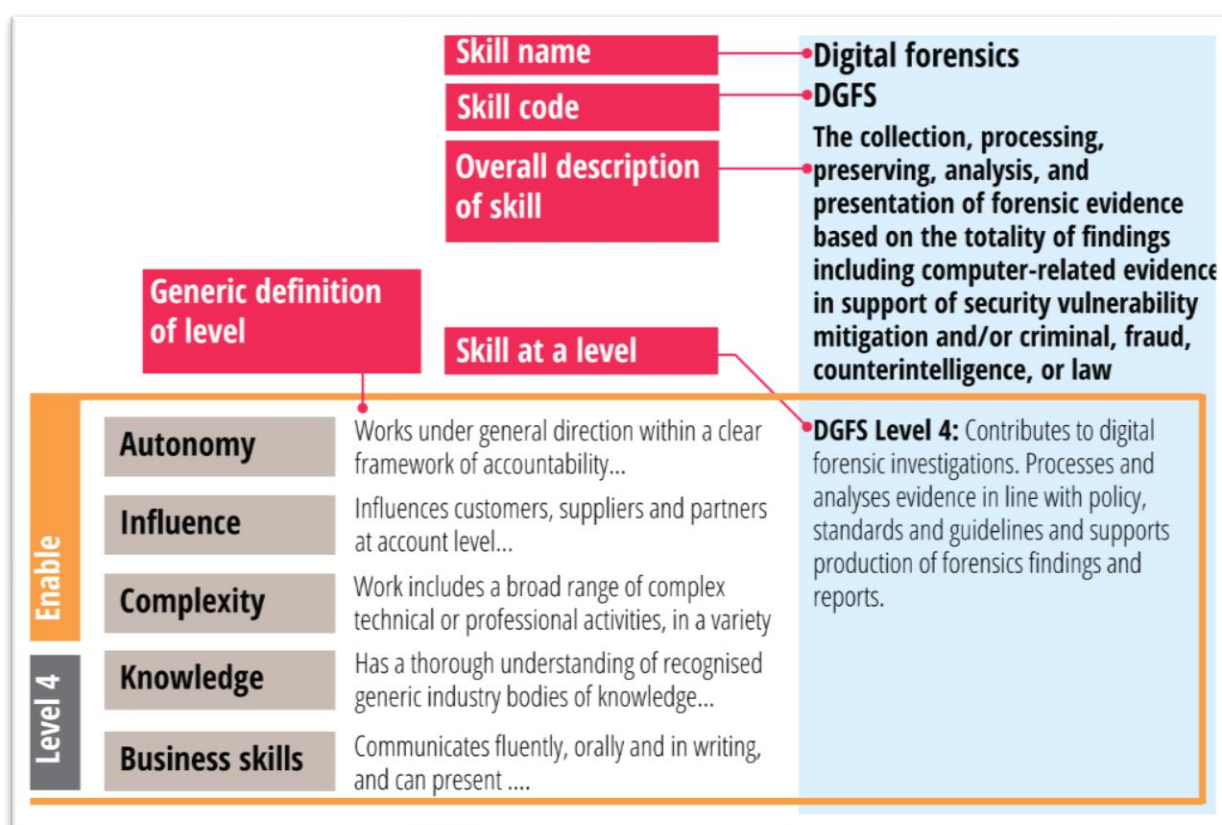 Skill name
Digital forensics
Skill code
DGFS
Overall description
of skill
The collection, processing,
preserving, analysis, and
presentation of forensic evidence
based on the totality of findings
including computer-related evidence
in support of security vulnerability
mitigation and/or criminal, fraud,
counterintelligence, or law
Generic definition
of level
Skill at a level
Enable
Level 4
Autonomy
Works under general direction within a clear
framework of accountability...
Influence
Influences customers, suppliers and partners
at account level...
Complexity
Work includes a broad range of complex
technical or professional activities, in a variety
Knowledge
Has a thorough understanding of recognised
generic industry bodies of knowledge...
Business skills
Communicates fluently, orally and in writing,
and can present ....
DGFS Level 4: Contributes to digital
forensic investigations. Processes and
analyses evidence in line with policy,
standards and guidelines and supports
production of forensics findings and
reports.